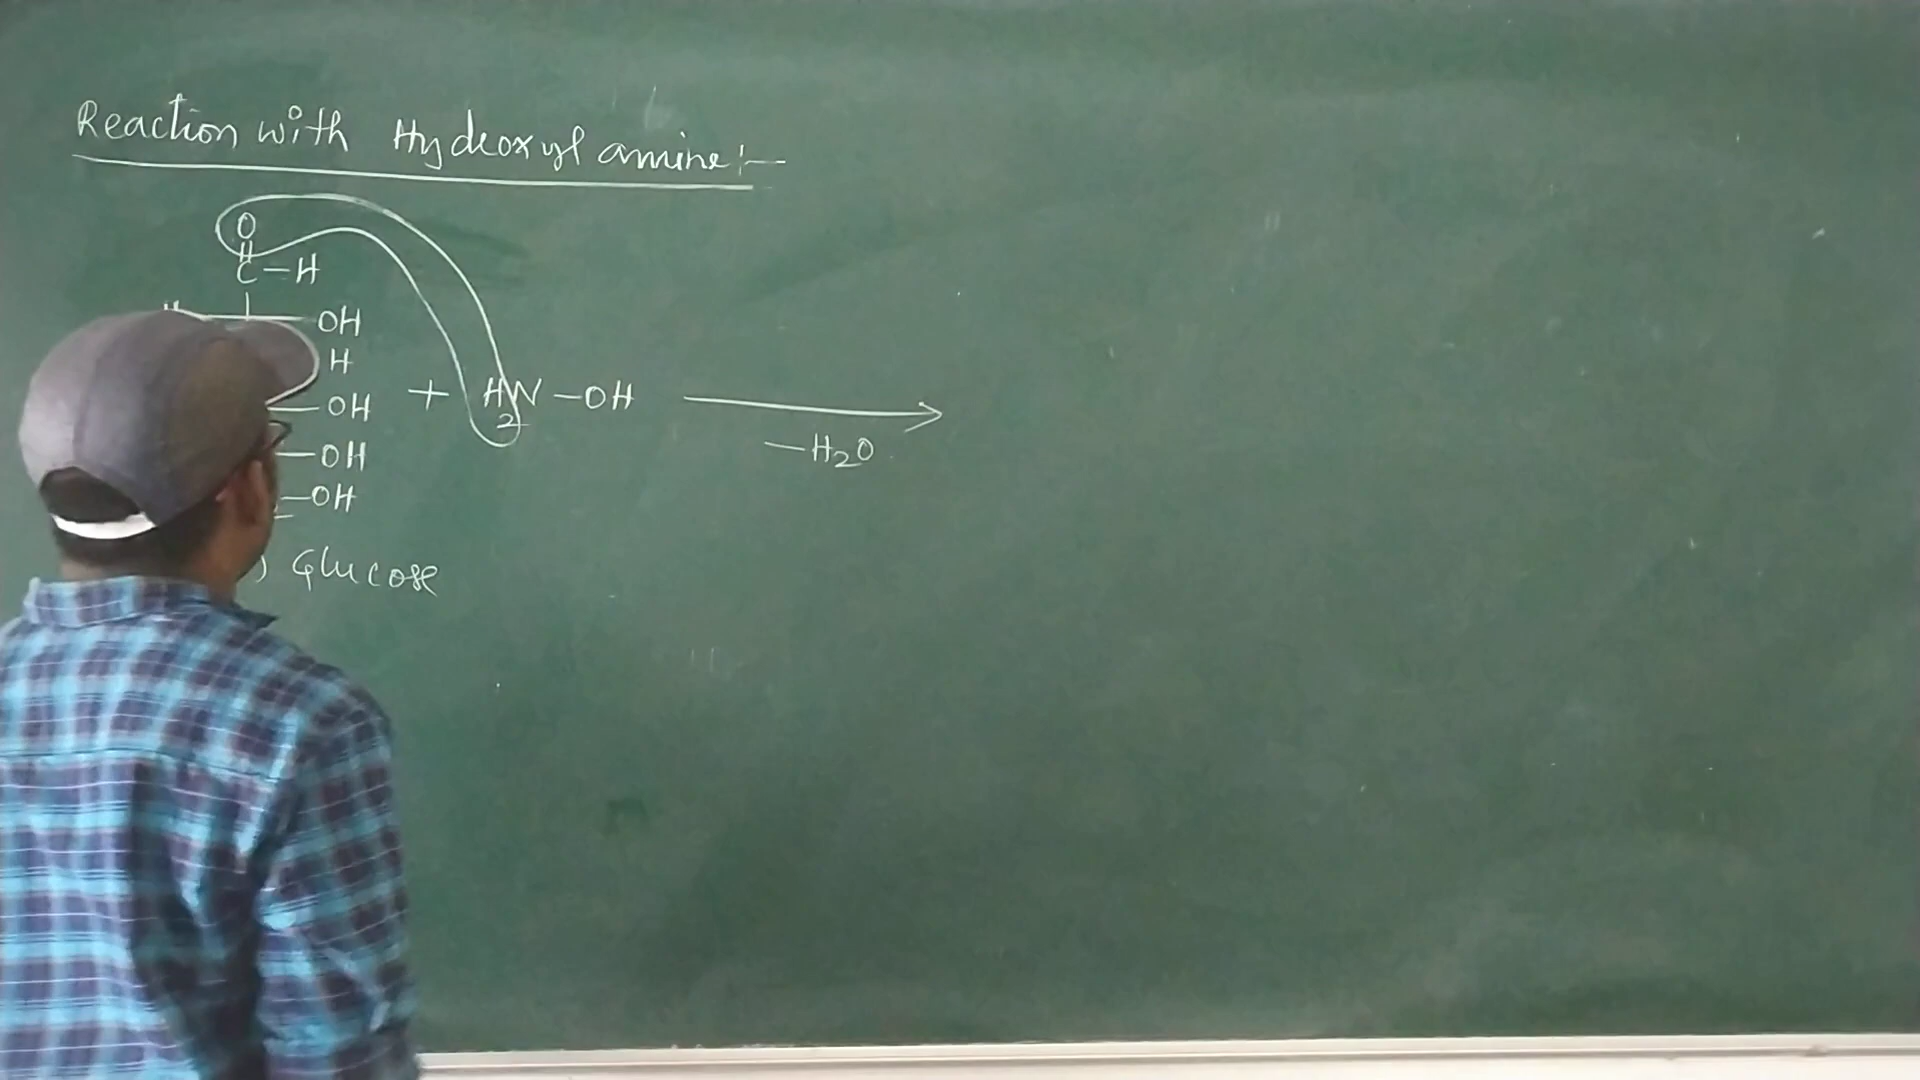 Reaction with Hydroxyl amine:—
O
||
C—H
|
OH
H
—OH
—OH
—OH
+ H2N—OH
—H2O
) Glucose